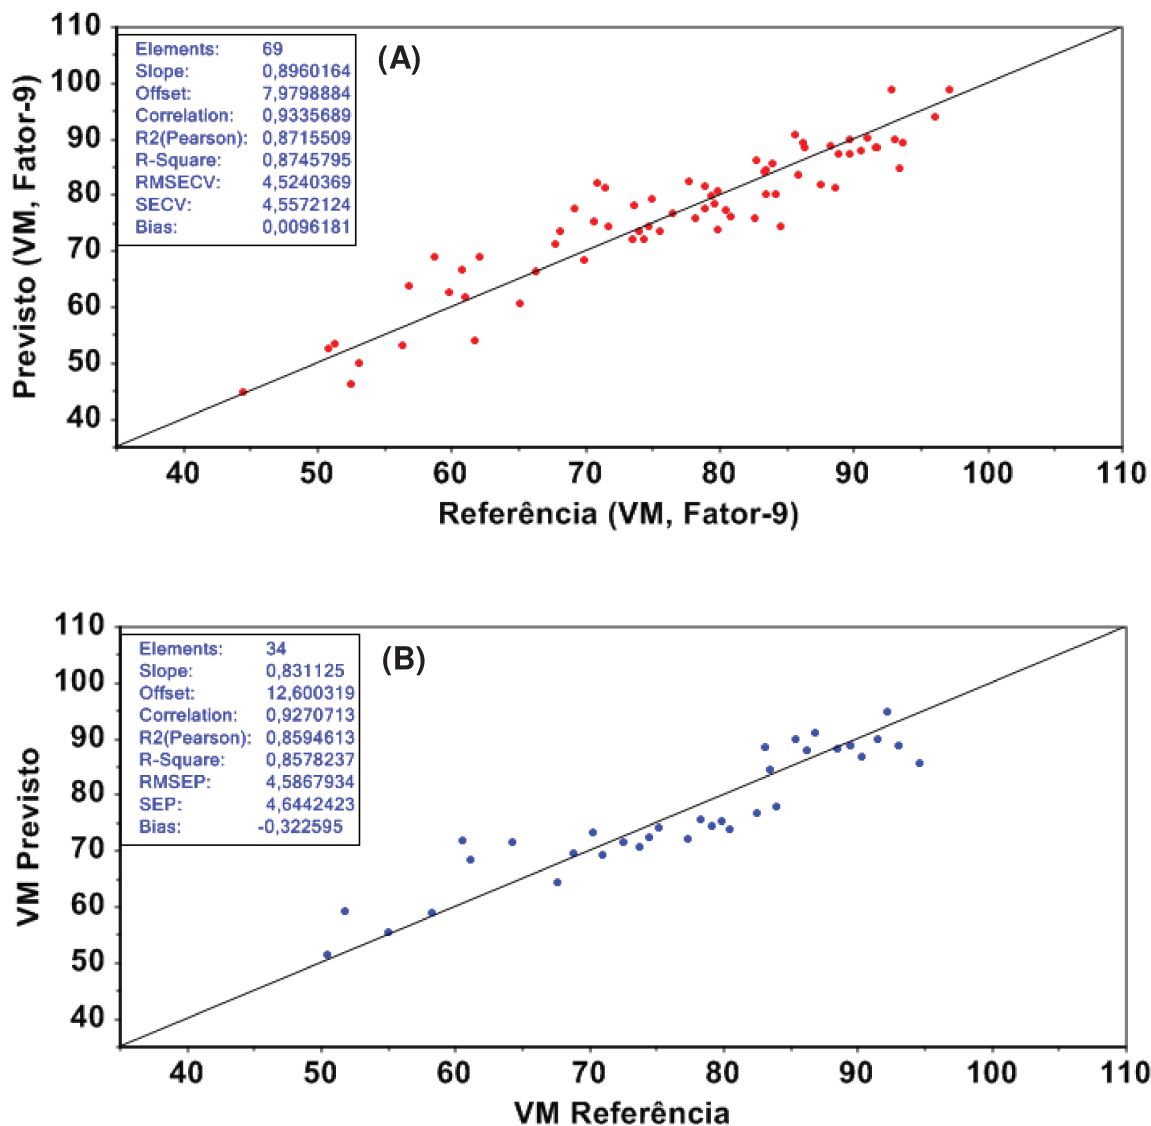 110
100
90
80
70
60
50
40
Previsto (VM, Fator-9)
Elements: 69
Slope: 0,8960164
Offset: 7,9798884
Correlation: 0,9335689
R2(Pearson): 0,8715509
R-Square: 0,8745795
RMSECV: 4,5240369
SECV: 4,5572124
Bias: 0,0096181
(A)
40 50 60 70 80 90 100 110
Referência (VM, Fator-9)
110
100
90
80
70
60
50
40
VM Previsto
Elements: 34
Slope: 0,831125
Offset: 12,600319
Correlation: 0,9270713
R2(Pearson): 0,8594613
R-Square: 0,8578237
RMSEP: 4,5867934
SEP: 4,6442423
Bias: -0,322595
(B)
40 50 60 70 80 90 100 110
VM Referência